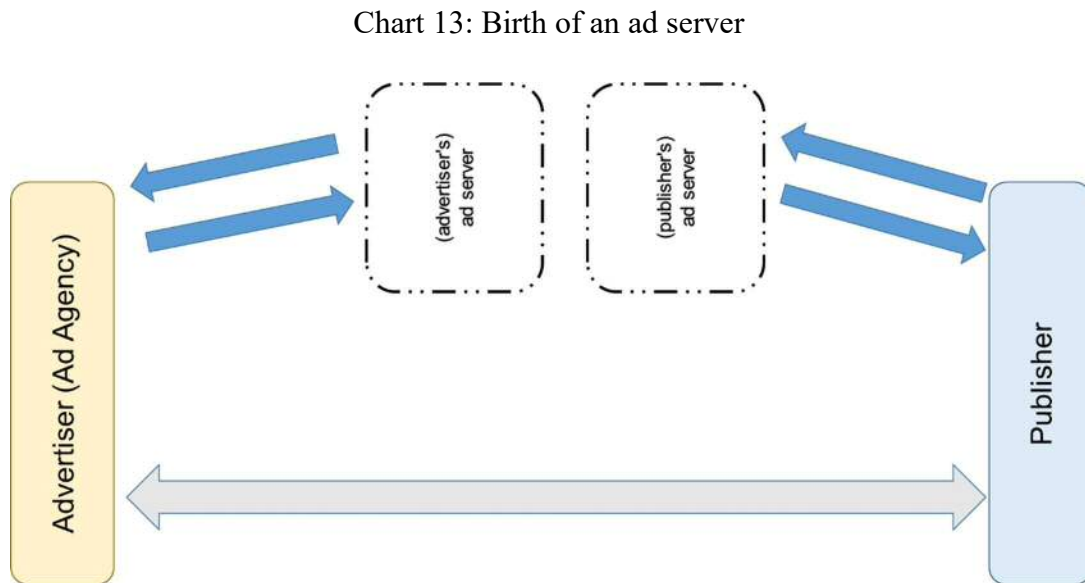 Chart 13: Birth of an ad server
Advertiser (Ad Agency)
(advertiser's)
ad server
(publisher's)
ad server
Publisher